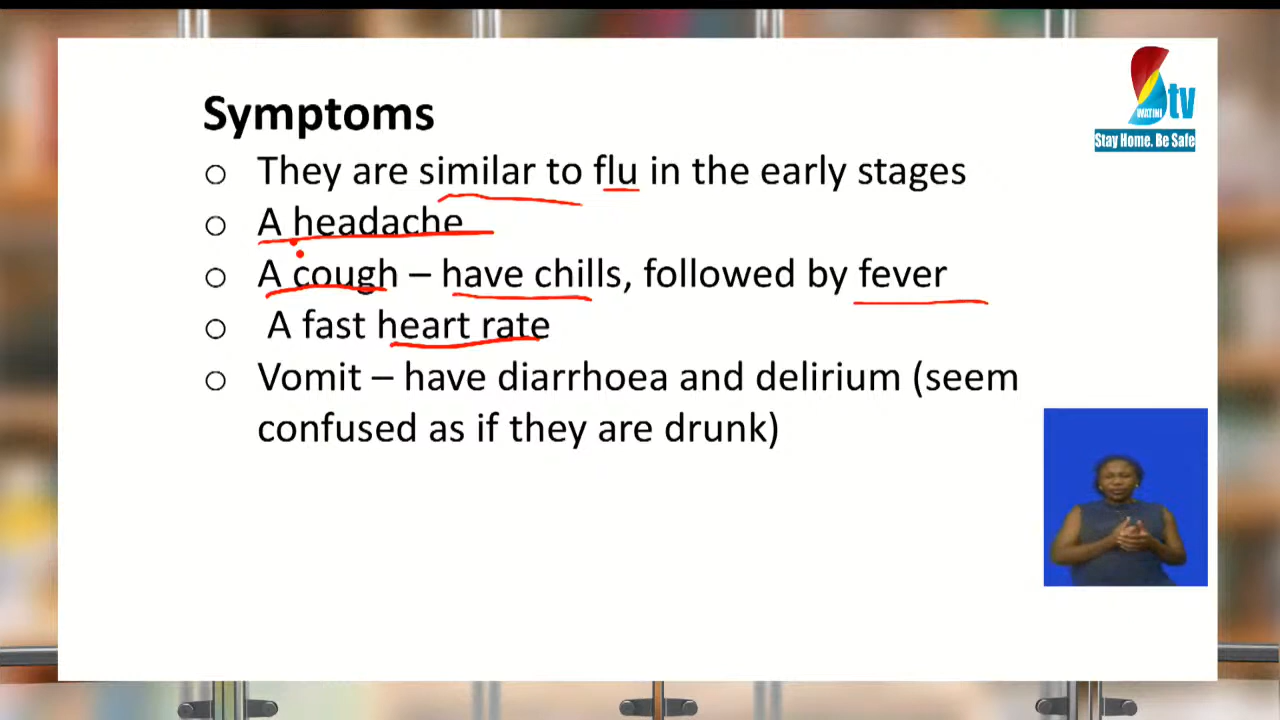 Symptoms
○ They are similar to flu in the early stages
○ A headache
○ A cough – have chills, followed by fever
○ A fast heart rate
○ Vomit – have diarrhoea and delirium (seem
confused as if they are drunk)
WATINI
tv
Stay Home. Be Safe